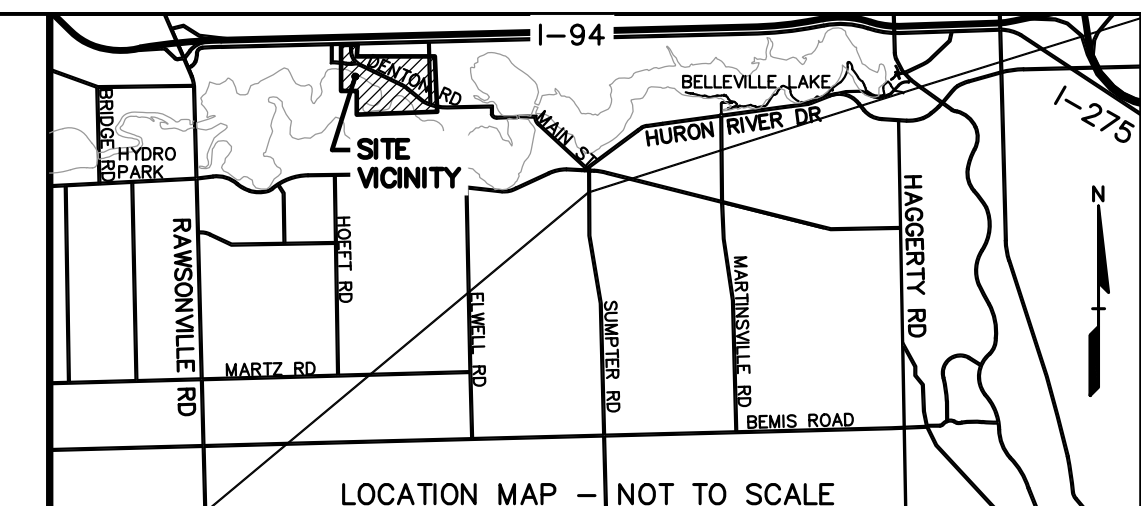 I-94
DENTON RD
BELLEVILLE LAKE
I-275
BRIDGE RD
HYDRO
PARK
MAIN ST
HURON RIVER DR
SITE
VICINITY
N
RAWSONVILLE RD
HOEFT RD
HAGGERTY RD
ELWELL RD
SUMPTER RD
MARTINSVILLE RD
MARTZ RD
BEMIS ROAD
LOCATION MAP - NOT TO SCALE